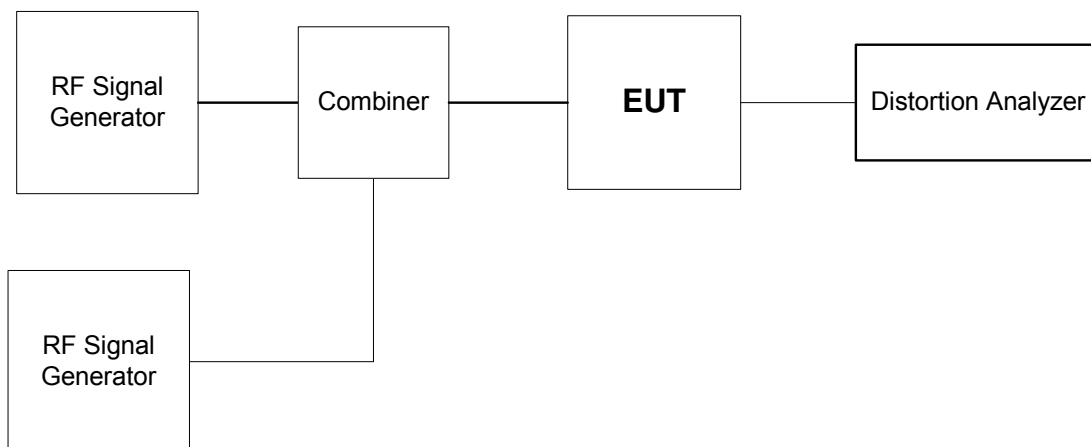 RF Signal
Generator
Combiner
EUT
Distortion Analyzer
RF Signal
Generator